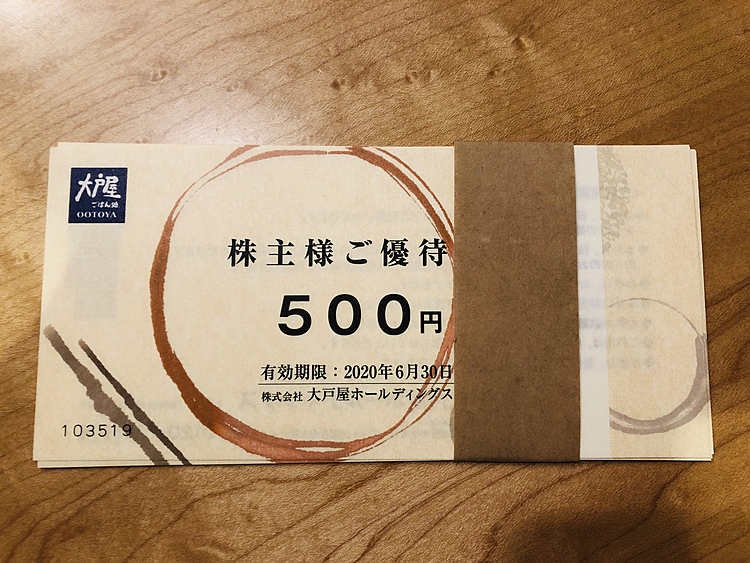 大戸屋
ごはん処
OOTOYA
株主様ご優待
500円
有効期限：2020年6月30日
株式会社 大戸屋ホールディングス
103519